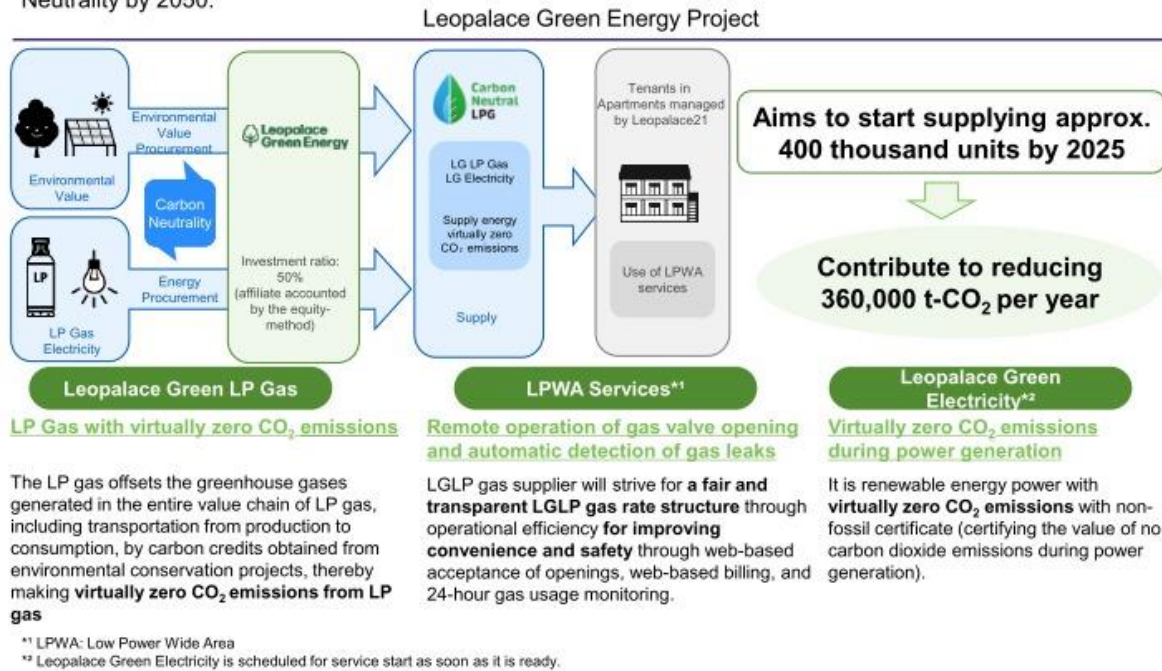 Neutrality by 2050.
Leopalace Green Energy Project
Environmental
Value
Procurement
Environmental
Value
Carbon
Neutrality
LP
Energy
Procurement
LP Gas
Electricity
Leopalace
Green Energy
Investment ratio:
50%
(affiliate accounted
by the equity-
method)
Carbon
Neutral
LPG
LG LP Gas
LG Electricity
Supply energy
virtually zero
CO₂ emissions
Supply
Tenants in
Apartments managed
by Leopalace21
Use of LPWA
services
Aims to start supplying approx.
400 thousand units by 2025
Contribute to reducing
360,000 t-CO₂ per year
Leopalace Green LP Gas
LP Gas with virtually zero CO₂ emissions
The LP gas offsets the greenhouse gases
generated in the entire value chain of LP gas,
including transportation from production to
consumption, by carbon credits obtained from
environmental conservation projects, thereby
making virtually zero CO₂ emissions from LP
gas
LPWA Services*¹
Remote operation of gas valve opening
and automatic detection of gas leaks
LGLP gas supplier will strive for a fair and
transparent LGLP gas rate structure through
operational efficiency for improving
convenience and safety through web-based
acceptance of openings, web-based billing, and
24-hour gas usage monitoring.
Leopalace Green
Electricity*²
Virtually zero CO₂ emissions
during power generation
It is renewable energy power with
virtually zero CO₂ emissions with non-
fossil certificate (certifying the value of no
carbon dioxide emissions during power
generation).
*¹ LPWA: Low Power Wide Area
*² Leopalace Green Electricity is scheduled for service start as soon as it is ready.